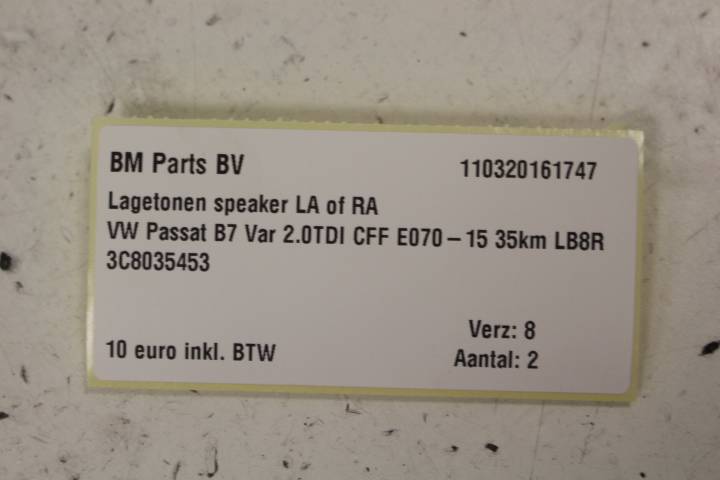 BM Parts BV 110320161747
Lagetonen speaker LA of RA
VW Passat B7 Var 2.0TDI CFF E070-15 35km LB8R
3C8035453
Verz: 8
10 euro inkl. BTW Aantal: 2